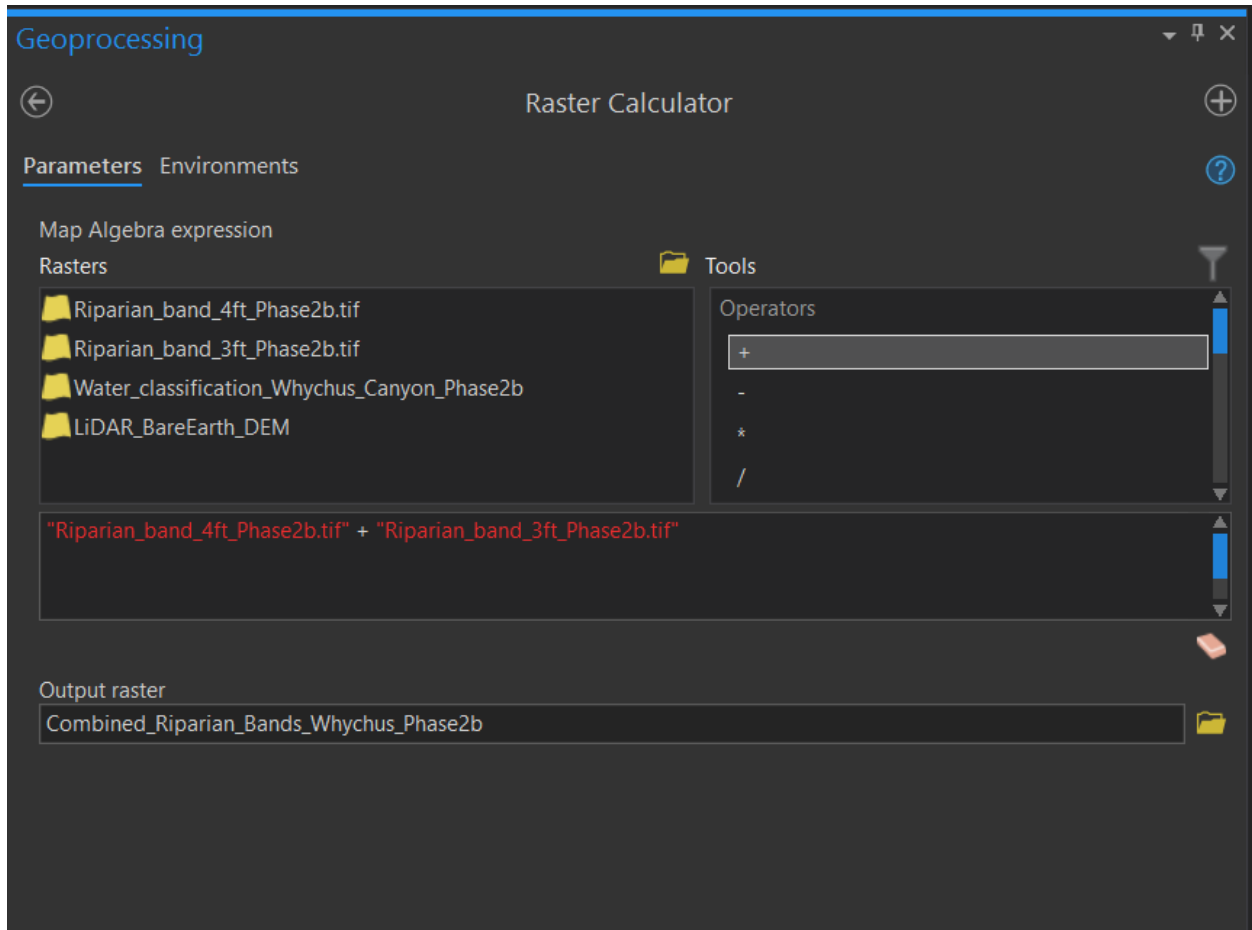 Geoprocessing
Raster Calculator
Parameters Environments
Map Algebra expression
Rasters
Tools
Riparian_band_4ft_Phase2b.tif
Riparian_band_3ft_Phase2b.tif
Water_classification_Whychus_Canyon_Phase2b
LiDAR_BareEarth_DEM
Operators
+
-
*
/
"Riparian_band_4ft_Phase2b.tif" + "Riparian_band_3ft_Phase2b.tif"
Output raster
Combined_Riparian_Bands_Whychus_Phase2b